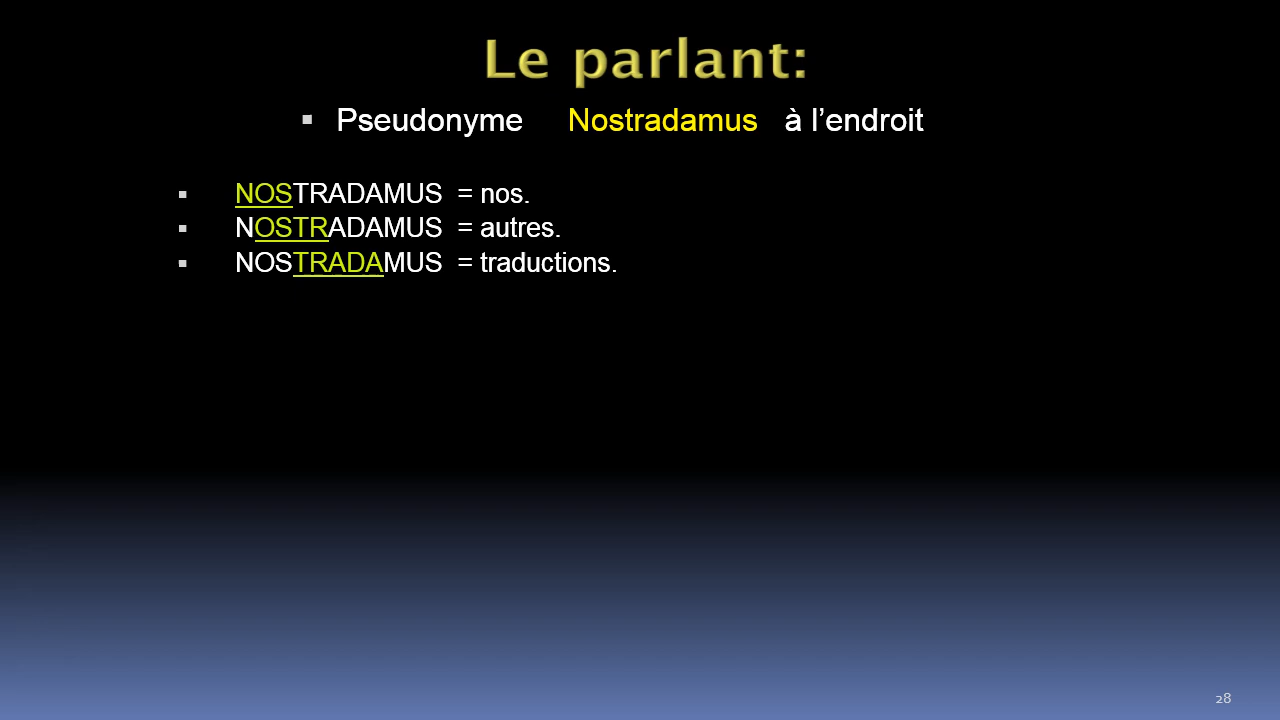 Le parlant:
▪ Pseudonyme Nostradamus à l’endroit
▪ NOSTRADAMUS = nos.
▪ NOSTRADAMUS = autres.
▪ NOSTRADAMUS = traductions.
28